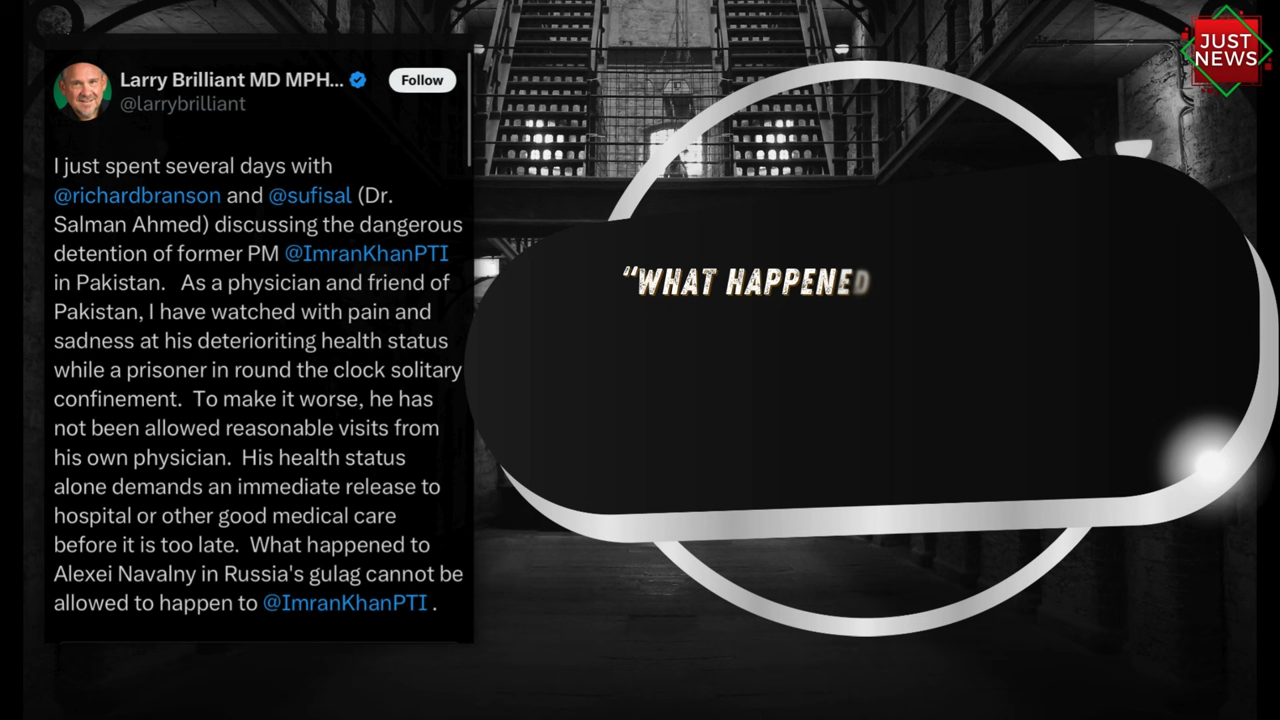 Larry Brilliant MD MPH...
Follow
@larrybrilliant
I just spent several days with
@richardbranson and @sufisal (Dr.
Salman Ahmed) discussing the dangerous
detention of former PM @ImranKhanPTI
in Pakistan.   As a physician and friend of
Pakistan, I have watched with pain and
sadness at his deterioriting health status
while a prisoner in round the clock solitary
confinement.  To make it worse, he has
not been allowed reasonable visits from
his own physician.  His health status
alone demands an immediate release to
hospital or other good medical care
before it is too late.  What happened to
Alexei Navalny in Russia's gulag cannot be
allowed to happen to @ImranKhanPTI .
“WHAT HAPPENED
JUST
NEWS